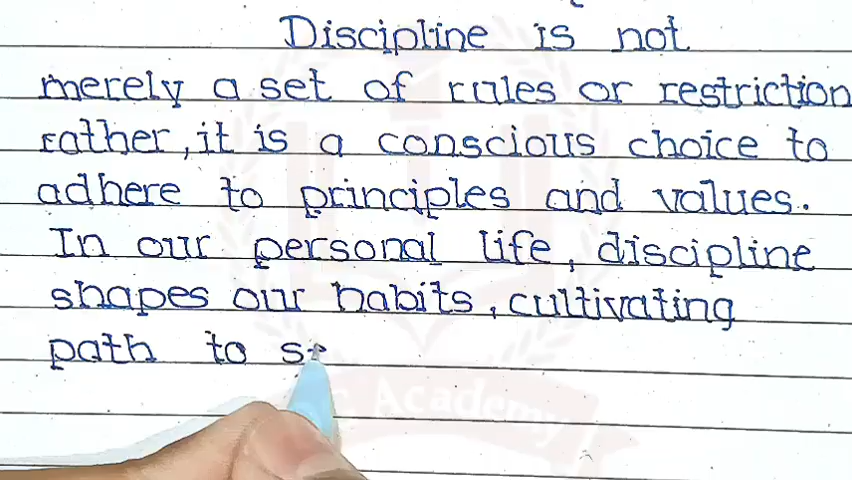 Discipline is not
merely a set of rules or restriction
rather, it is a conscious choice to
adhere to principles and values.
In our personal life, discipline
shapes our habits, cultivating
path to s
Academy